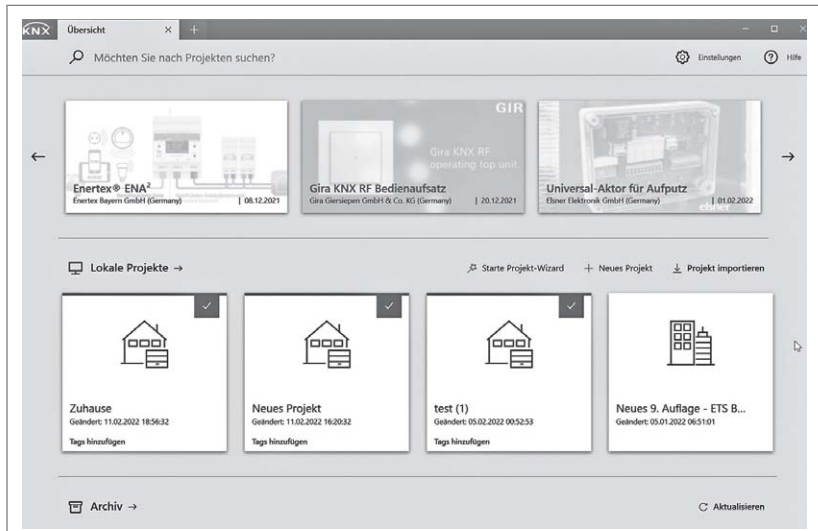 KNX Übersicht × +
Möchten Sie nach Projekten suchen?
Einstellungen
Hilfe
GIR
Gira KNX RF
operating top unit.
Enertex® ENA²
Enertex Bayern GmbH (Germany) | 08.12.2021
Gira KNX RF Bedienaufsatz
Gira Giersiepen GmbH & Co. KG (Germany) | 20.12.2021
Universal-Aktor für Aufputz
Elsner Elektronik GmbH (Germany) | 01.02.2022
elsner
Lokale Projekte →
Starte Projekt-Wizard
+ Neues Projekt
Projekt importieren
Zuhause
Geändert: 11.02.2022 18:56:32
Tags hinzufügen
Neues Projekt
Geändert: 11.02.2022 16:20:32
Tags hinzufügen
test (1)
Geändert: 05.02.2022 00:52:53
Tags hinzufügen
Neues 9. Auflage - ETS B...
Geändert: 05.01.2022 06:51:01
Archiv →
Aktualisieren